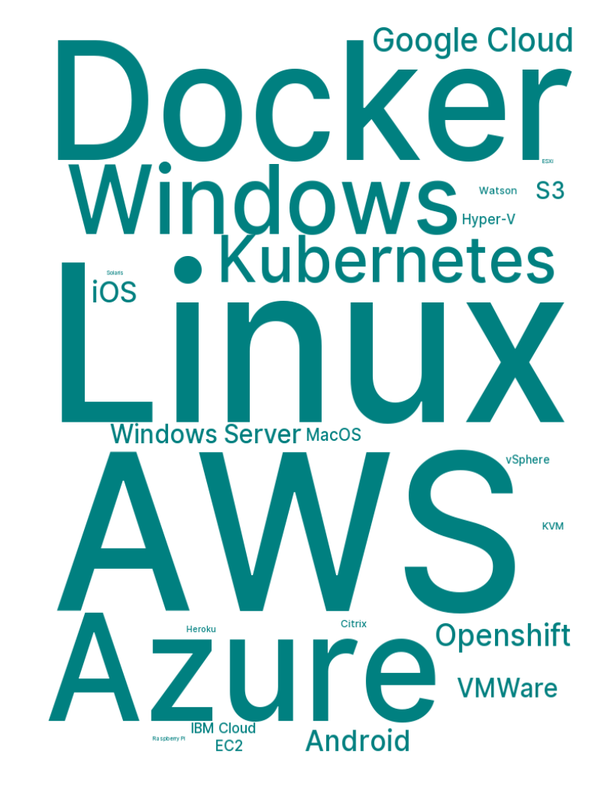 Google Cloud
Docker
ESXi
Windows
Watson
S3
Hyper-V
Kubernetes
Solaris
iOS
Linux
Windows Server
MacOS
AWS
vSphere
KVM
Azure
Heroku
Citrix
Openshift
VMWare
IBM Cloud
Raspberry Pi
EC2
Android